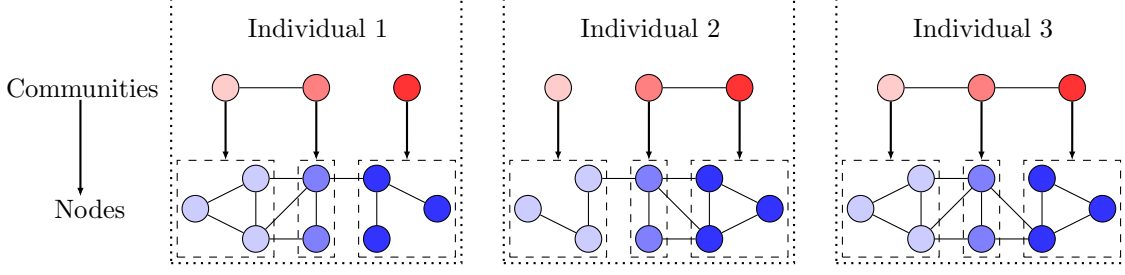 Individual 1
Individual 2
Individual 3
Communities
Nodes